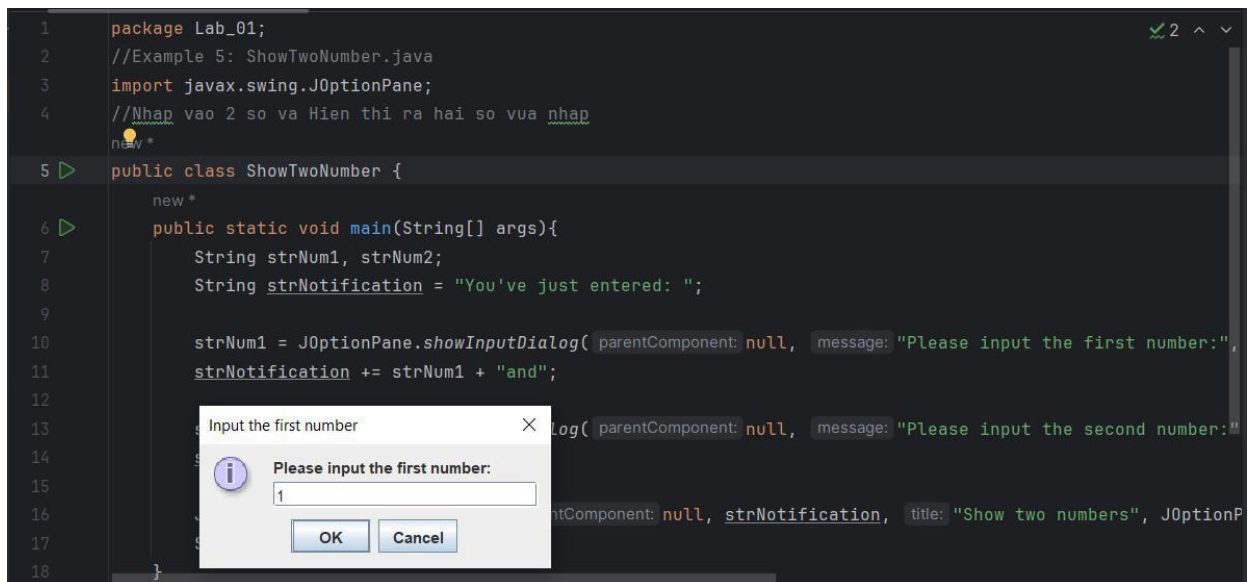 2
1 package Lab_01;
2 //Example 5: ShowTwoNumber.java
3 import javax.swing.JOptionPane;
4 //Nhap vao 2 so va Hien thi ra hai so vua nhap
new *
5 public class ShowTwoNumber {
new *
6 public static void main(String[] args){
7 String strNum1, strNum2;
8 String strNotification = "You've just entered: ";
9
10 strNum1 = JOptionPane.showInputDialog( parentComponent: null, message: "Please input the first number:",
11 strNotification += strNum1 + "and";
12
13 log( parentComponent: null, message: "Please input the second number:"
14
15
16 ntComponent: null, strNotification, title: "Show two numbers", JOptionP
17
18 }
Input the first number
Please input the first number:
1
OK Cancel